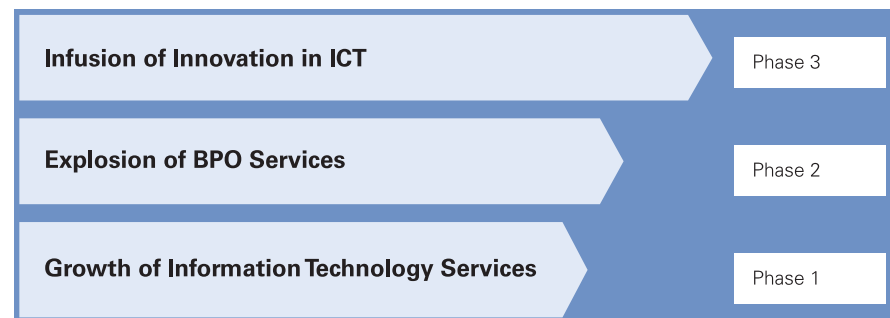 Infusion of Innovation in ICT
Phase 3
Explosion of BPO Services
Phase 2
Growth of Information Technology Services
Phase 1